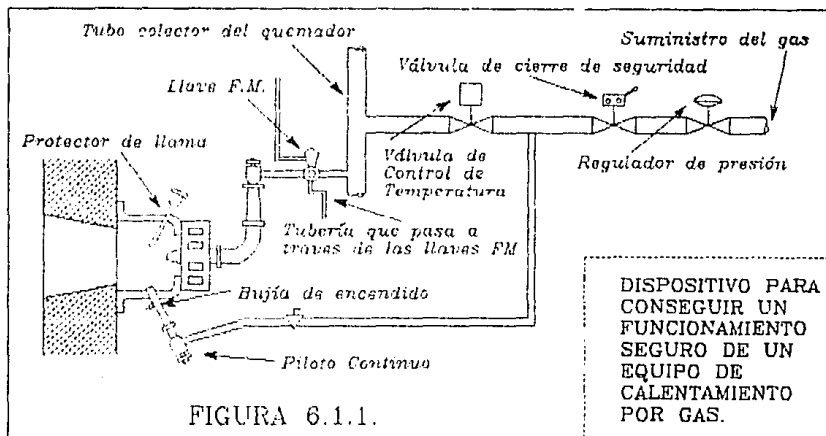 Tubo colector del quemador
Suministro del gas
Válvula de cierre de seguridad
Llave F.M.
Protector de llama
Válvula de
Control de
Temperatura
Regulador de presión
Tubería que pasa a
través de las llaves FM
Bujía de encendido
Piloto Continuo
DISPOSITIVO PARA
CONSEGUIR UN
FUNCIONAMIENTO
SEGURO DE UN
EQUIPO DE
CALENTAMIENTO
POR GAS.
FIGURA 6.1.1.